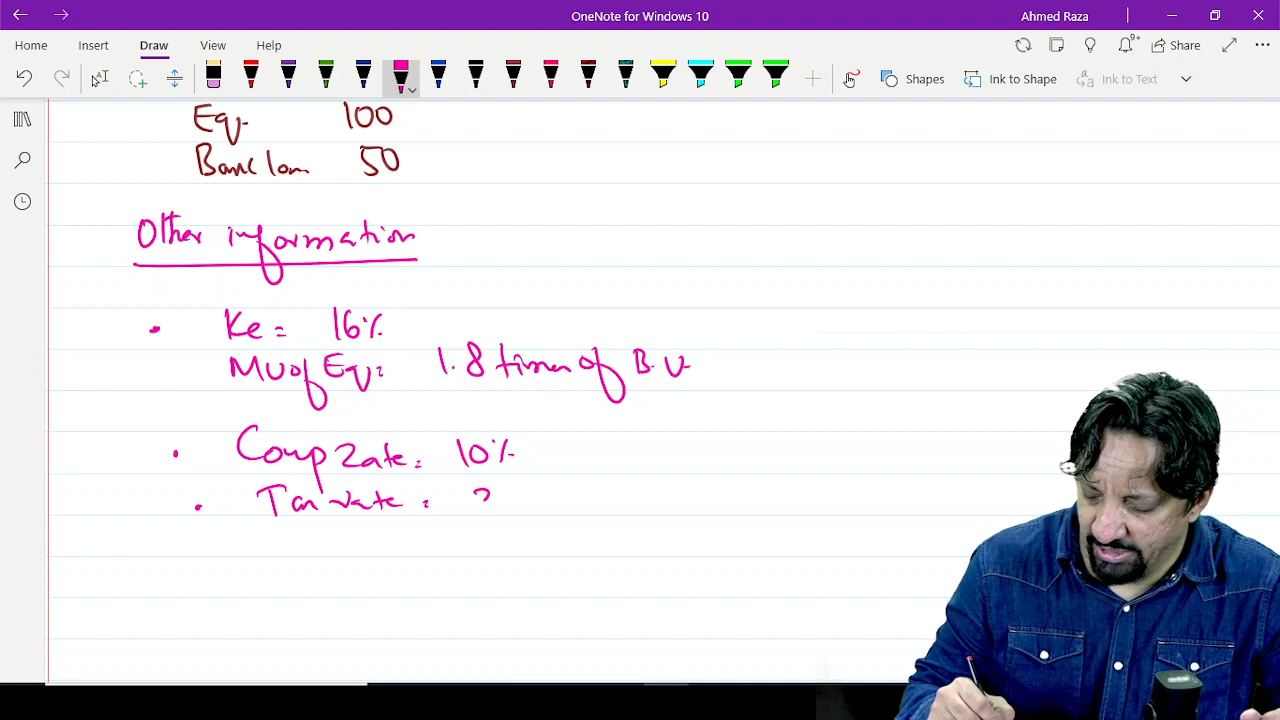 OneNote for Windows 10
Ahmed Raza
Home Insert Draw View Help
Share
Shapes
Ink to Shape
Ink to Text
Eq. 100
Bank loan 50
Other information
• Ke = 16%
MV of Eq = 1.8 times of B.V
• Coup Rate = 10%
• Tax rate = 2